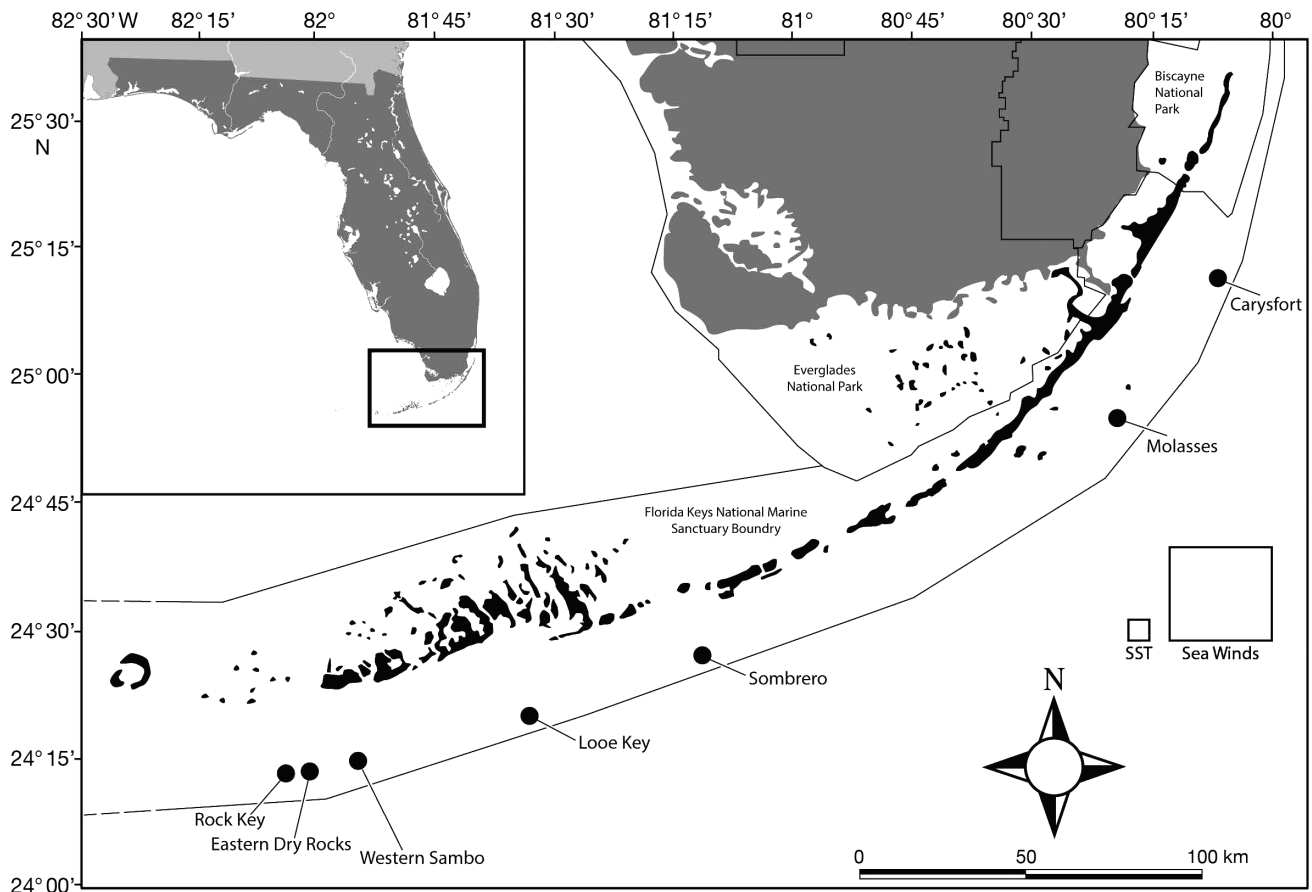 82° 30’ W
82° 15’
82°
81° 45’
81° 30’
81° 15’
81°
80° 45’
80° 30’
80° 15’
80°
25° 30’
N
25° 15’
25° 00’
24° 45’
24° 30’
24° 15’
24° 00’
Biscayne
National
Park
Carysfort
Everglades
National Park
Molasses
Florida Keys National Marine
Sanctuary Boundry
SST
Sea Winds
Sombrero
N
Looe Key
Rock Key
Eastern Dry Rocks
Western Sambo
0
50
100 km